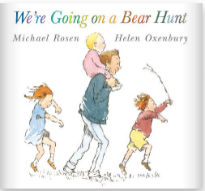 We're Going on a Bear Hunt
Michael Rosen Helen Oxenbury